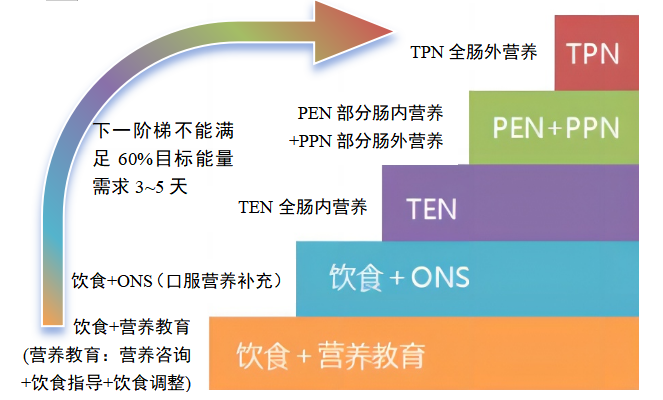 TPN 全肠外营养
TPN
PEN 部分肠内营养
+PPN 部分肠外营养
PEN+PPN
下一阶梯不能满
足 60%目标能量
需求 3~5 天
TEN 全肠内营养
TEN
饮食+ONS（口服营养补充）
饮食+ONS
饮食+营养教育
(营养教育：营养咨询
+饮食指导+饮食调整)
饮食+营养教育